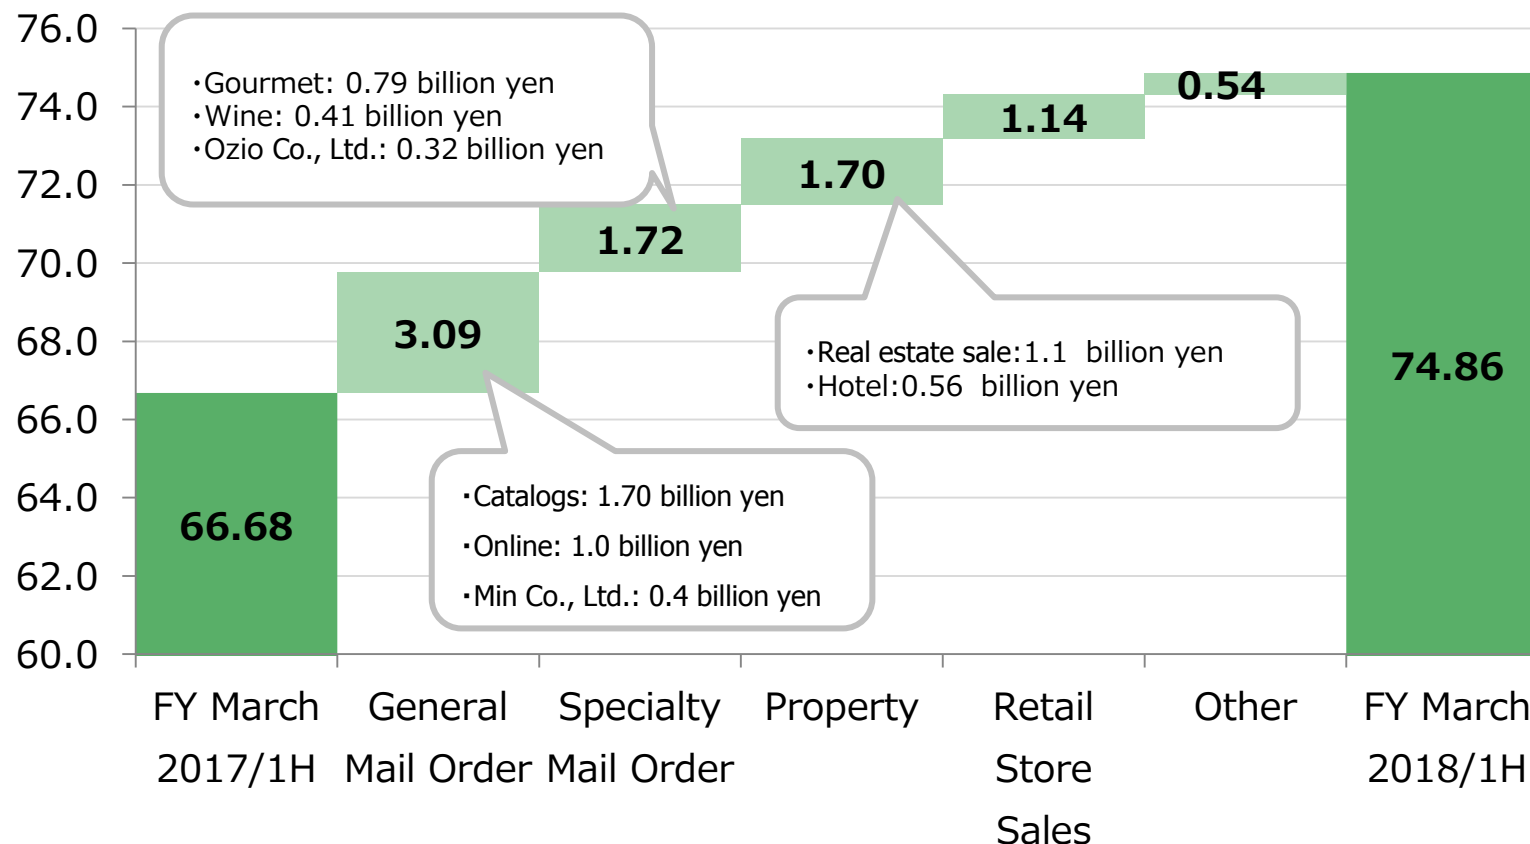 76.0
74.0
72.0
70.0
68.0
66.0
64.0
62.0
60.0
・Gourmet: 0.79 billion yen
・Wine: 0.41 billion yen
・Ozio Co., Ltd.: 0.32 billion yen
0.54
1.14
1.70
1.72
3.09
66.68
74.86
・Real estate sale:1.1 billion yen
・Hotel:0.56 billion yen
・Catalogs: 1.70 billion yen
・Online: 1.0 billion yen
・Min Co., Ltd.: 0.4 billion yen
FY March
2017/1H
General
Mail Order
Specialty
Mail Order
Property
Retail
Store
Sales
Other
FY March
2018/1H